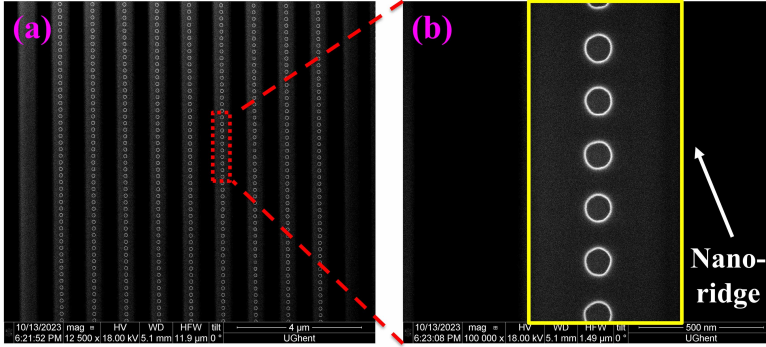 (a)
10/13/2023 mag HV WD HFW tilt 4 μm
6:21:52 PM 12 500 x 18.00 kV 5.1 mm 11.9 μm 0 ° UGhent
(b)
Nano-
ridge
10/13/2023 mag HV WD HFW tilt 500 nm
6:23:08 PM 100 000 x 18.00 kV 5.1 mm 1.49 μm 0 ° UGhent